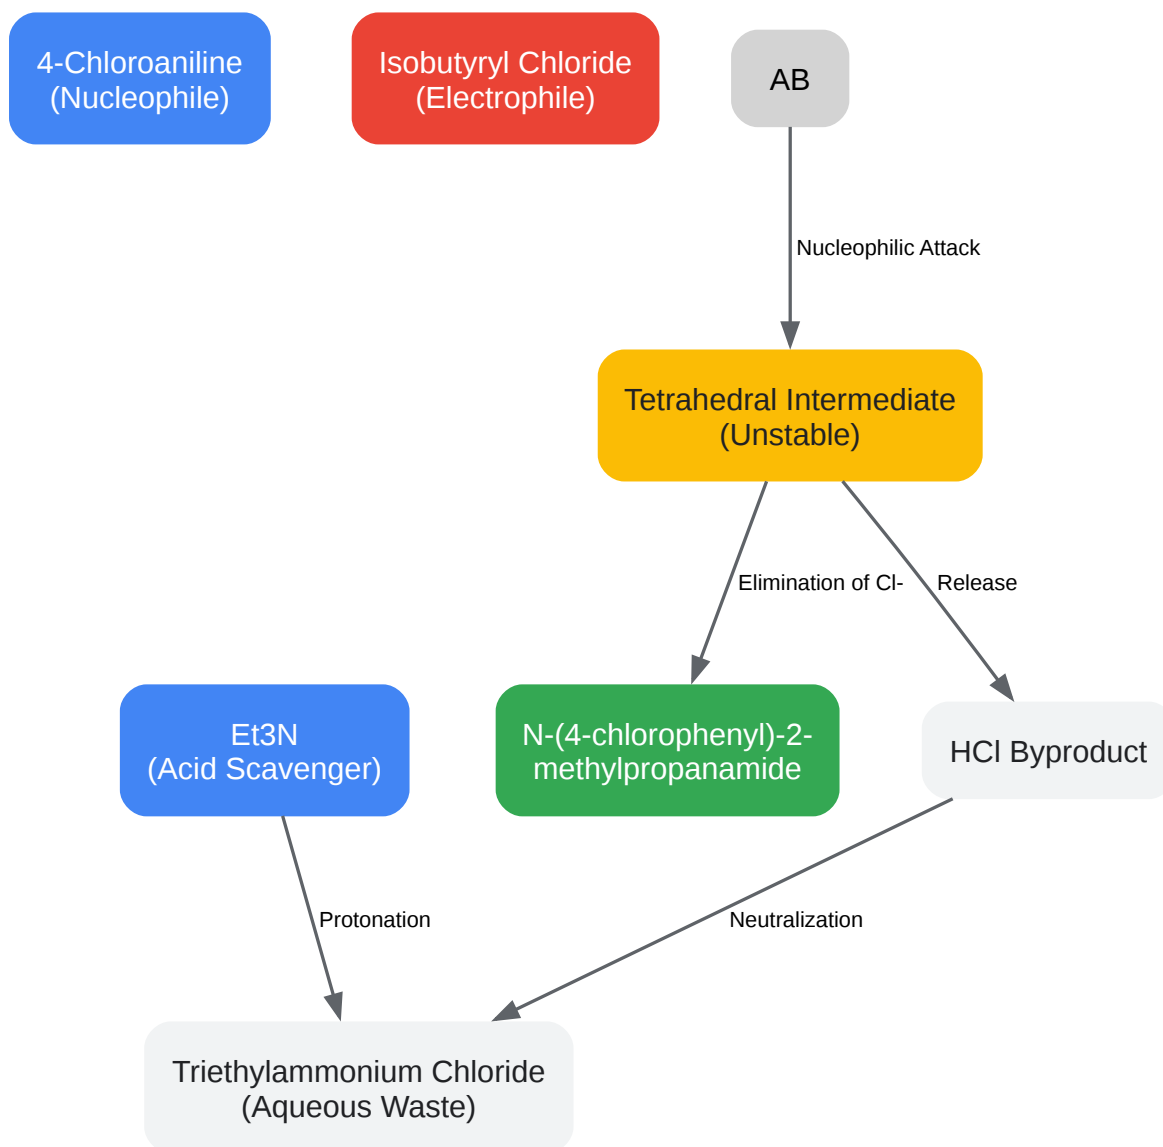 4-Chloroaniline
(Nucleophile)
Isobutyryl Chloride
(Electrophile)
AB
Nucleophilic Attack
Tetrahedral Intermediate
(Unstable)
Elimination of Cl-
Release
Et3N
(Acid Scavenger)
N-(4-chlorophenyl)-2-
methylpropanamide
HCl Byproduct
Protonation
Neutralization
Triethylammonium Chloride
(Aqueous Waste)